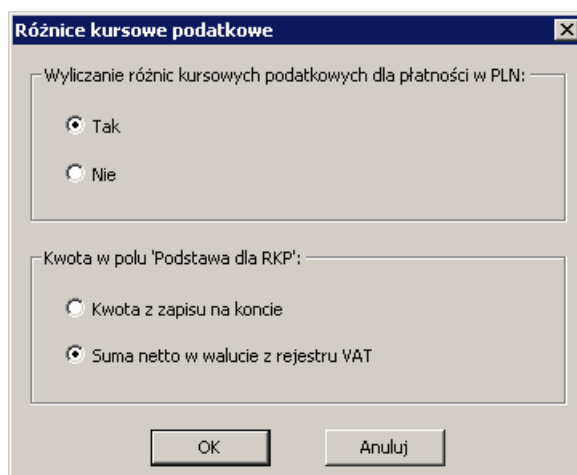 Różnice kursowe podatkowe
Wyliczanie różnic kursowych podatkowych dla płatności w PLN:
Tak
Nie
Kwota w polu 'Podstawa dla RKP':
Kwota z zapisu na koncie
Suma netto w walucie z rejestru VAT
OK
Anuluj